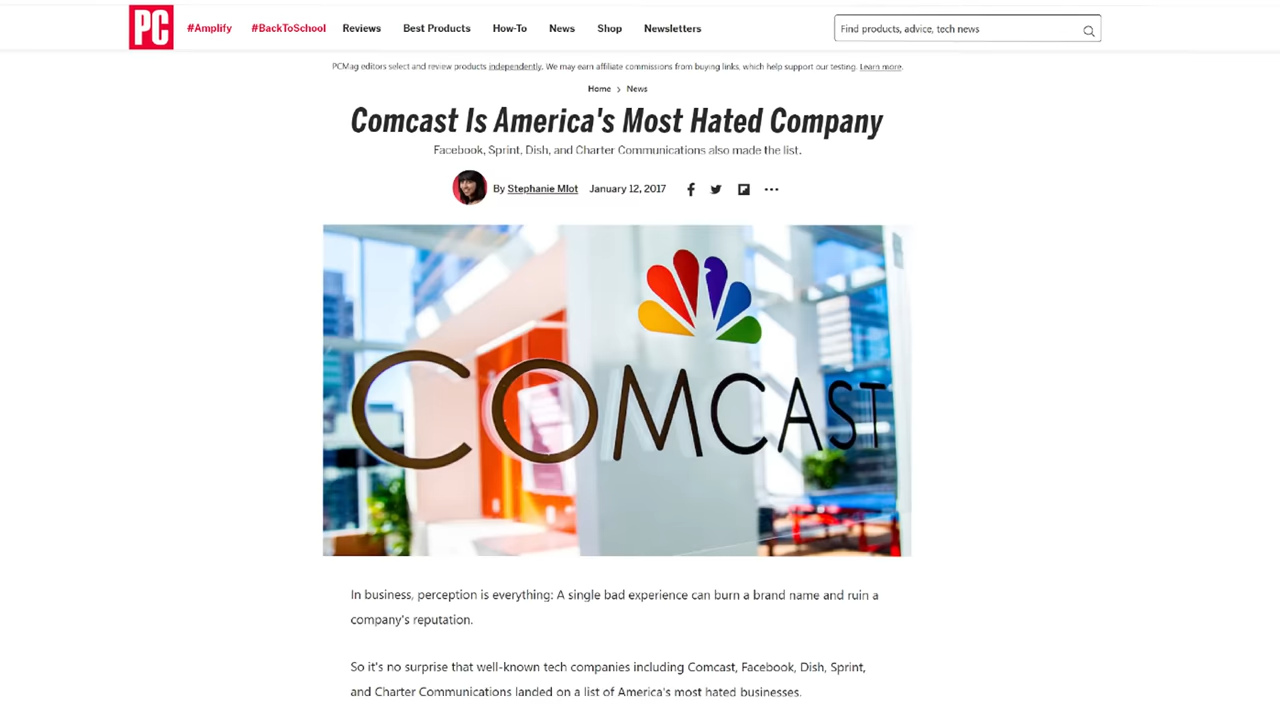 PC
#Amplify #BackToSchool Reviews Best Products How-To News Shop Newsletters
Find products, advice, tech news
PCMag editors select and review products independently. We may earn affiliate commissions from buying links, which help support our testing. Learn more.
Home > News
Comcast Is America's Most Hated Company
Facebook, Sprint, Dish, and Charter Communications also made the list.
By Stephanie Mlot January 12, 2017
COMCAST
In business, perception is everything: A single bad experience can burn a brand name and ruin a
company's reputation.
So it's no surprise that well-known tech companies including Comcast, Facebook, Dish, Sprint,
and Charter Communications landed on a list of America's most hated businesses.